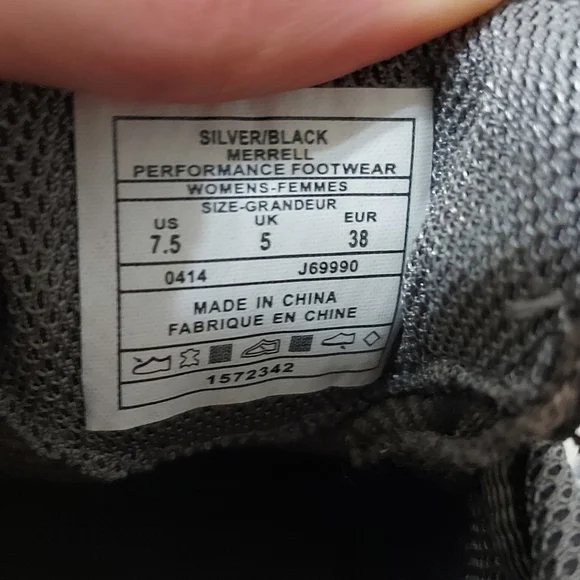 SILVER/BLACK
MERRELL
PERFORMANCE FOOTWEAR
WOMENS-FEMMES
SIZE-GRANDEUR
US UK EUR
7.5 5 38
0414 J69990
MADE IN CHINA
FABRIQUE EN CHINE
1572342